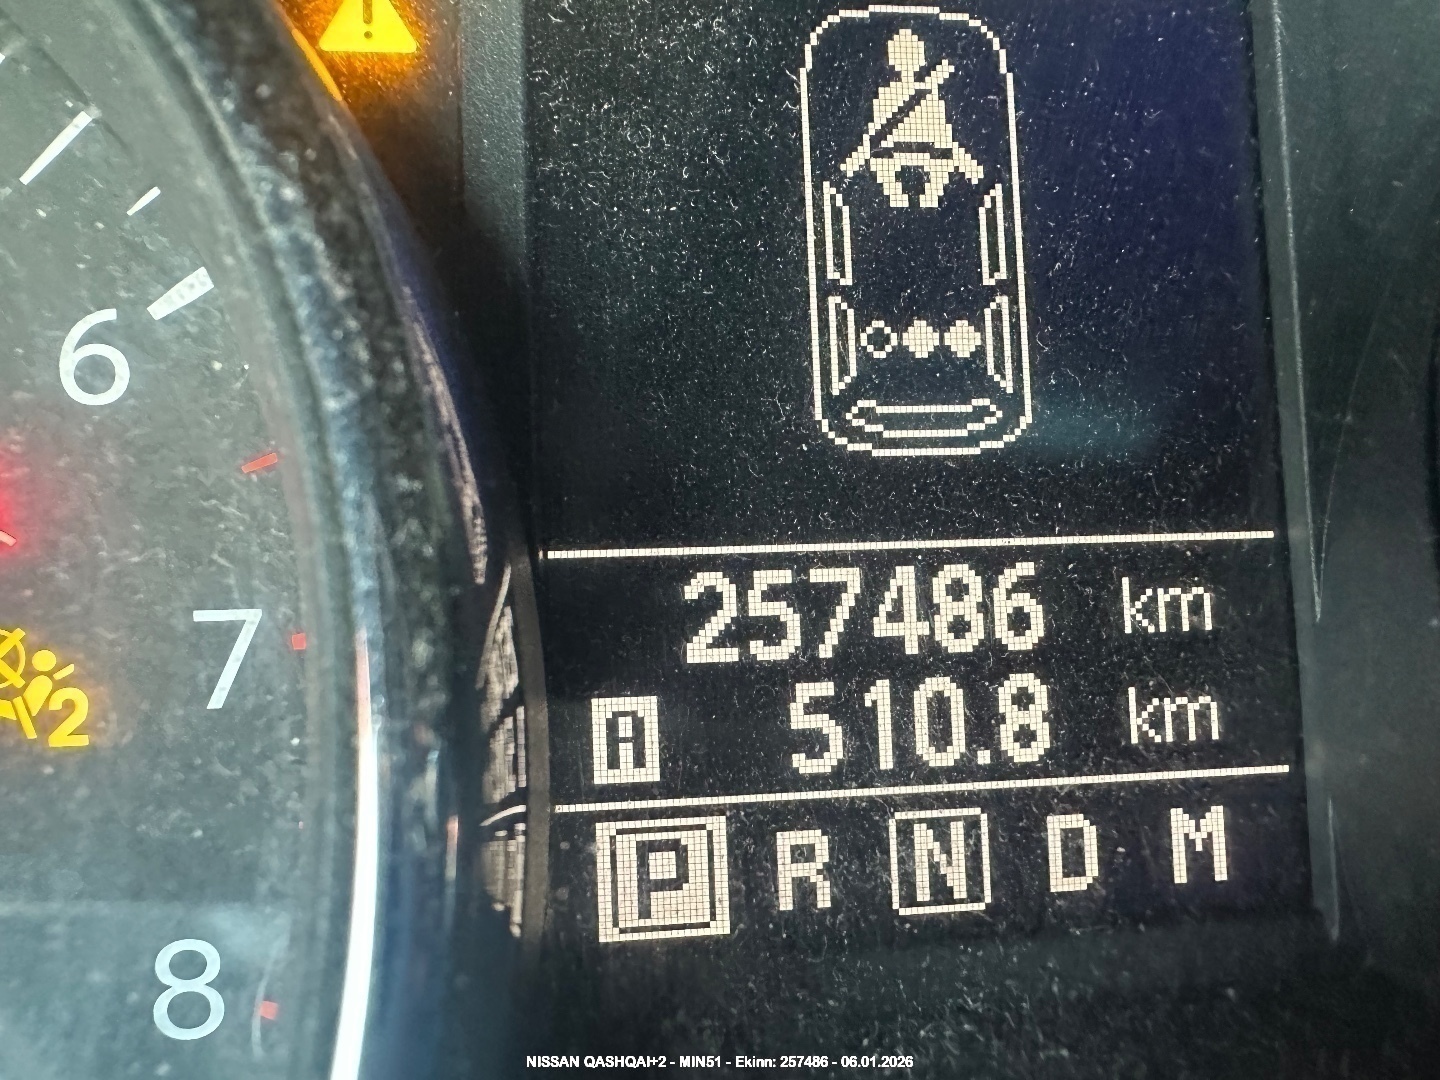 6
7
2
8
257486 km
A 510.8 km
P R N D M
NISSAN QASHQAI+2 - MIN51 - Ekinn: 257486 - 06.01.2026